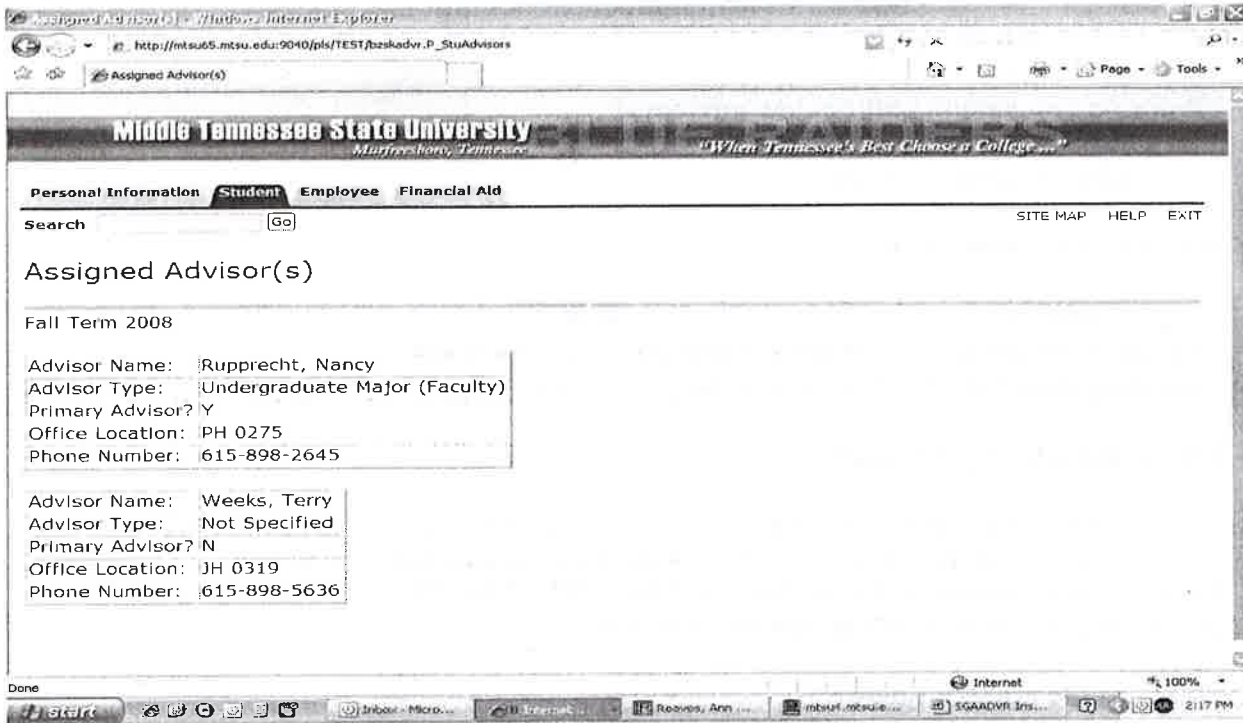 Assigned Advisor(s) - Windows Internet Explorer
http://mtsu65.mtsu.edu:9040/pls/TEST/bzskadvr.P_StuAdvisors
Assigned Advisor(s)
Page
Tools
Middle Tennessee State University
BLUE RAIDERS
Murfreesboro, Tennessee
"When Tennessee's Best Choose a College ..."
Personal Information Student Employee Financial Aid
Search Go
SITE MAP HELP EXIT
Assigned Advisor(s)
Fall Term 2008
Advisor Name: Rupprecht, Nancy
Advisor Type: Undergraduate Major (Faculty)
Primary Advisor? Y
Office Location: PH 0275
Phone Number: 615-898-2645
Advisor Name: Weeks, Terry
Advisor Type: Not Specified
Primary Advisor? N
Office Location: JH 0319
Phone Number: 615-898-5636
Done
Internet
100%
start
Inbox - Micro...
Reaves, Ann ...
SGAADVR Ins...
2:17 PM